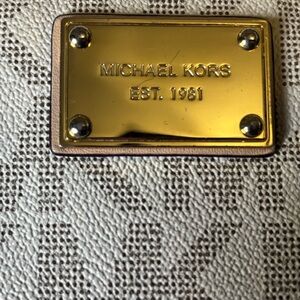 MICHAEL KORS
EST. 1981